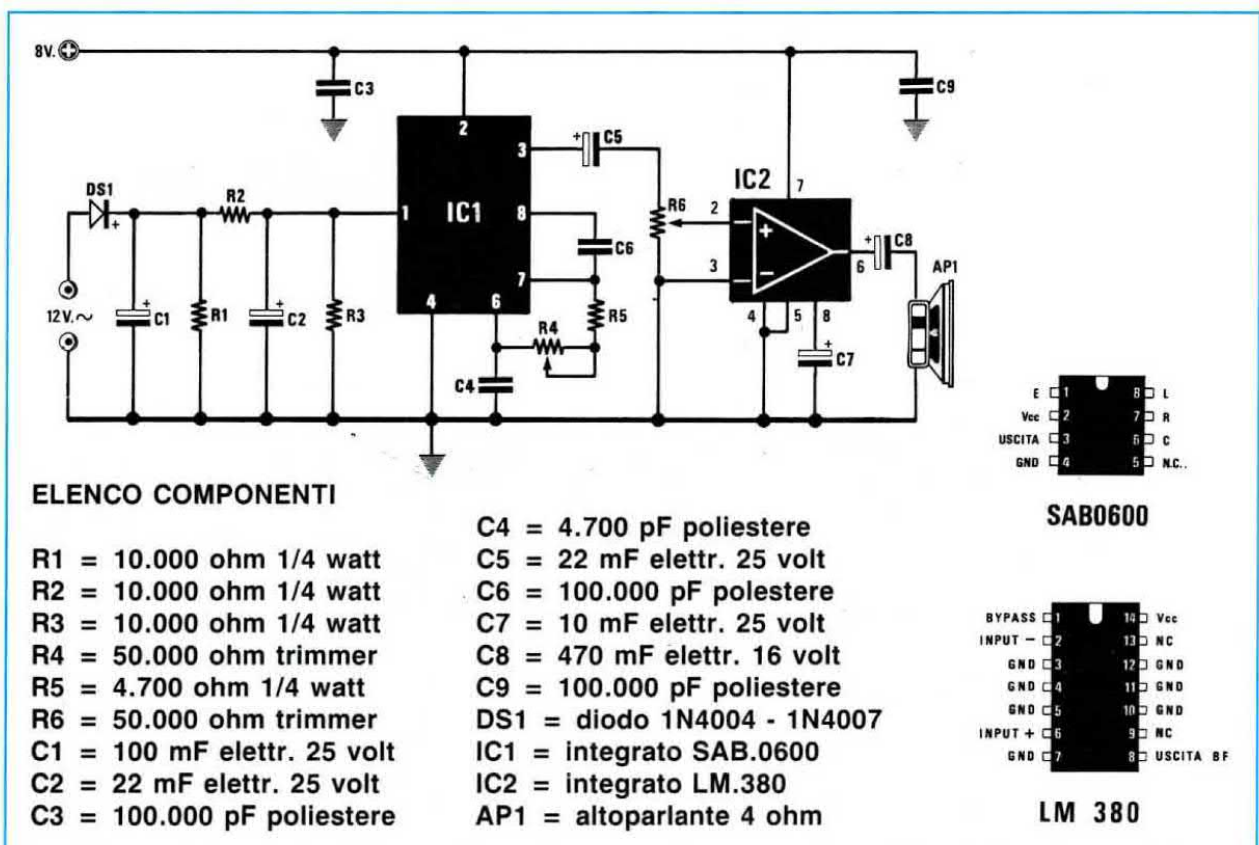 8V.
C3
C9
2
3
+
C5
DS1
+
R2
1
IC1
8
C6
7
R6
IC2
7
2
+
3
−
6
+
C8
AP1
12V.~
+
C1
R1
+
C2
R3
4
6
R4
R5
C4
4
5
8
+
C7
E 1 8 L
Vcc 2 7 R
USCITA 3 6 C
GND 4 5 N.C..
SAB0600
ELENCO COMPONENTI
R1 = 10.000 ohm 1/4 watt
R2 = 10.000 ohm 1/4 watt
R3 = 10.000 ohm 1/4 watt
R4 = 50.000 ohm trimmer
R5 = 4.700 ohm 1/4 watt
R6 = 50.000 ohm trimmer
C1 = 100 mF elettr. 25 volt
C2 = 22 mF elettr. 25 volt
C3 = 100.000 pF poliestere
C4 = 4.700 pF poliestere
C5 = 22 mF elettr. 25 volt
C6 = 100.000 pF polestere
C7 = 10 mF elettr. 25 volt
C8 = 470 mF elettr. 16 volt
C9 = 100.000 pF poliestere
DS1 = diodo 1N4004 - 1N4007
IC1 = integrato SAB.0600
IC2 = integrato LM.380
AP1 = altoparlante 4 ohm
BYPASS 1 14 Vcc
INPUT − 2 13 NC
GND 3 12 GND
GND 4 11 GND
GND 5 10 GND
INPUT + 6 9 NC
GND 7 8 USCITA BF
LM 380